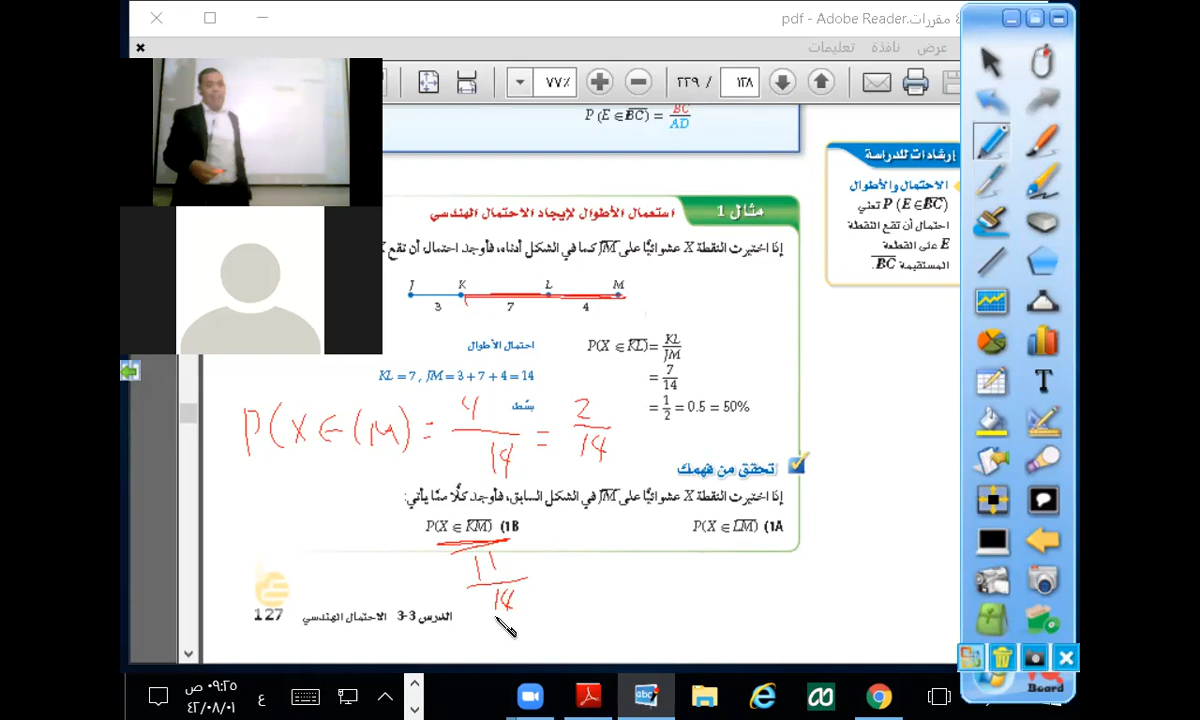 مقررات.pdf - Adobe Reader
عرض نافذة تعليمات
٧٧٪
٢٢٩ / ١٢٨
P (E ∈ BC) = BC/AD
إرشادات للدراسة
الاحتمال والأطوال
P (E ∈ BC) تعني
احتمال أن تقع النقطة
E على القطعة
المستقيمة BC.
مثال 1
استعمال الأطوال لإيجاد الاحتمال الهندسي
إذا اختيرت النقطة X عشوائيًّا على JM كما في الشكل أدناه، فأوجد احتمال، أن تقع
J K L M
3 7 4
P(X ∈ KL) = KL/JM
احتمال الأطوال
= 7/14
KL = 7 , JM = 3 + 7 + 4 = 14
= 1/2 = 0.5 = 50%
بسّط
P(X ∈ (M) = 4/14 = 2/14
تحقق من فهمك
إذا اختيرت النقطة X عشوائيًّا على JM في الشكل السابق، فأوجد كلًّا ممّا يأتي:
P(X ∈ LM) (1A
P(X ∈ KM) (1B
11/14
الدرس 3-3 الاحتمال الهندسي 127
abc
Board
ع
٠٩:٢٥ ص
٤٢/٠٨/٠١